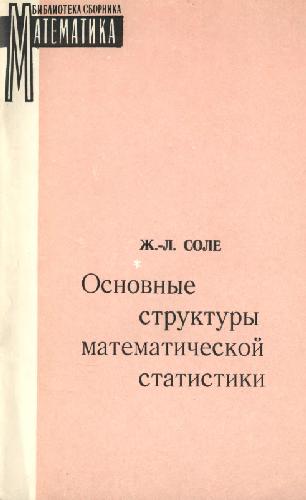 БИБЛИОТЕКА СБОРНИКА
МАТЕМАТИКА
Ж.-Л. СОЛЕ
*
Основные
структуры
математической
статистики